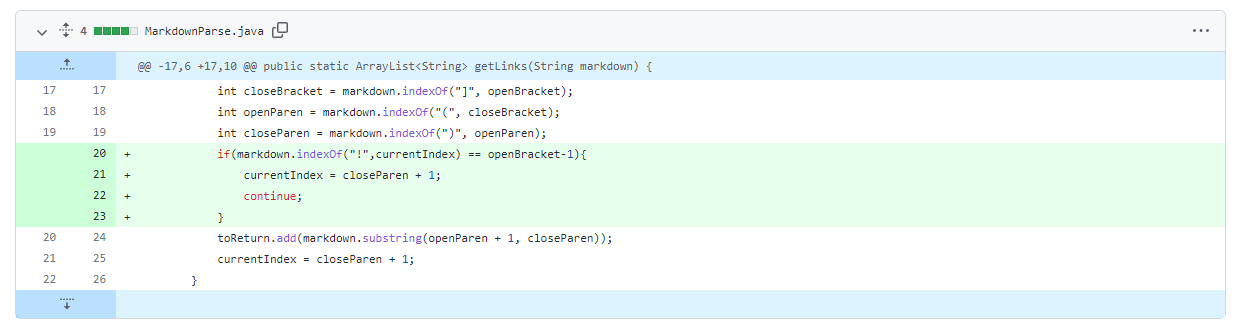 4 MarkdownParse.java
@@ -17,6 +17,10 @@ public static ArrayList<String> getLinks(String markdown) {
17 17 int closeBracket = markdown.indexOf("]", openBracket);
18 18 int openParen = markdown.indexOf("(", closeBracket);
19 19 int closeParen = markdown.indexOf(")", openParen);
20 + if(markdown.indexOf("!",currentIndex) == openBracket-1){
21 + currentIndex = closeParen + 1;
22 + continue;
23 + }
20 24 toReturn.add(markdown.substring(openParen + 1, closeParen));
21 25 currentIndex = closeParen + 1;
22 26 }